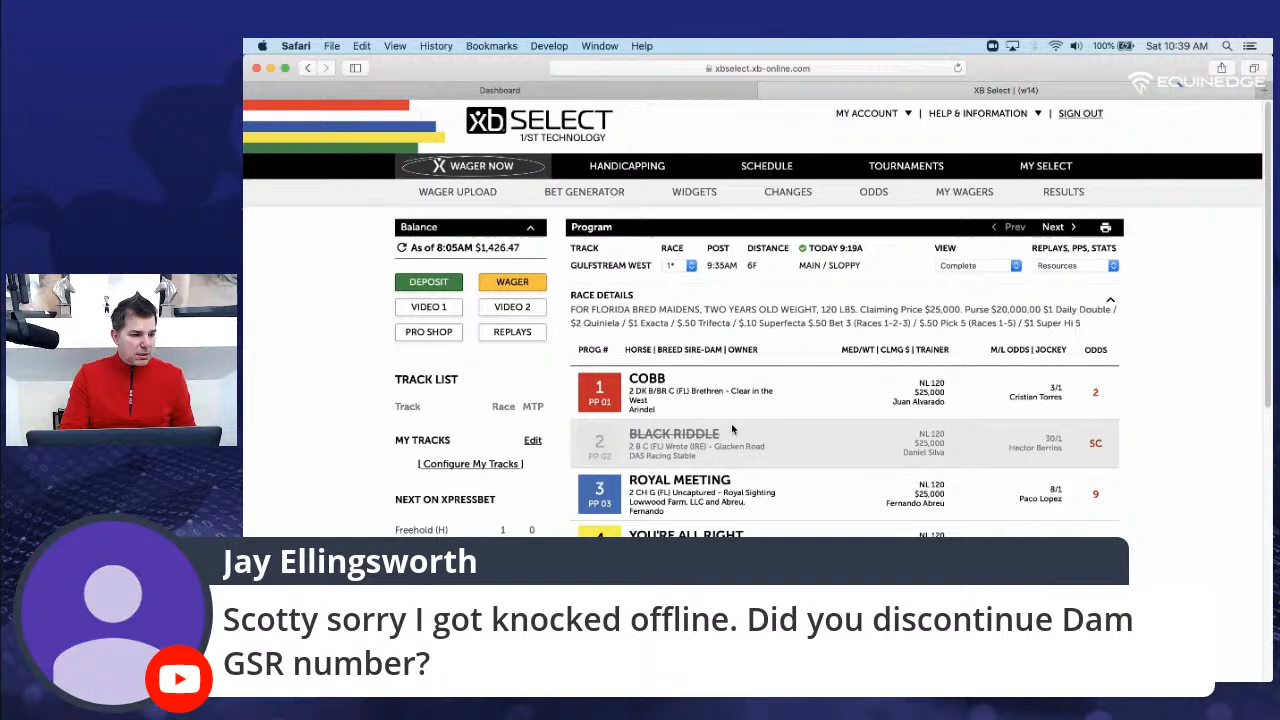 Safari File Edit View History Bookmarks Develop Window Help
100% Sat 10:39 AM
xbselect.xb-online.com
EQUINEDGE
Dashboard
XB Select | (w14)
xb SELECT
1/ST TECHNOLOGY
MY ACCOUNT | HELP & INFORMATION | SIGN OUT
X WAGER NOW HANDICAPPING SCHEDULE TOURNAMENTS MY SELECT
WAGER UPLOAD BET GENERATOR WIDGETS CHANGES ODDS MY WAGERS RESULTS
Balance
As of 8:05AM $1,426.47
DEPOSIT WAGER
VIDEO 1 VIDEO 2
PRO SHOP REPLAYS
TRACK LIST
Track Race MTP
MY TRACKS Edit
[ Configure My Tracks ]
NEXT ON XPRESSBET
Freehold (H) 1 0
Program Prev Next
TRACK RACE POST DISTANCE TODAY 9:19A VIEW REPLAYS, PPS, STATS
GULFSTREAM WEST 1* 9:35AM 6F MAIN / SLOPPY Complete Resources
RACE DETAILS
FOR FLORIDA BRED MAIDENS, TWO YEARS OLD WEIGHT, 120 LBS. Claiming Price $25,000. Purse $20,000.00 $1 Daily Double /
$2 Quiniela / $1 Exacta / $.50 Trifecta / $.10 Superfecta $.50 Bet 3 (Races 1-2-3) / $.50 Pick 5 (Races 1-5) / $1 Super Hi 5
PROG # HORSE | BREED SIRE-DAM | OWNER MED/WT | CLMG $ | TRAINER M/L ODDS | JOCKEY ODDS
1
PP 01
COBB
2 DK B/BR C (FL) Brethren - Clear in the
West
Arindel
NL 120
$25,000
Juan Alvarado
3/1
Cristian Torres
2
2
PP 02
BLACK RIDDLE
2 B C (FL) Wrote (IRE) - Glacken Road
DAS Racing Stable
NL 120
$25,000
Daniel Silva
30/1
Hector Berrios
SC
3
PP 03
ROYAL MEETING
2 CH G (FL) Uncaptured - Royal Sighting
Lowwood Farm, LLC and Abreu,
Fernando
NL 120
$25,000
Fernando Abreu
8/1
Paco Lopez
9
YOU'RE ALL RIGHT
Jay Ellingsworth
Scotty sorry I got knocked offline. Did you discontinue Dam
GSR number?